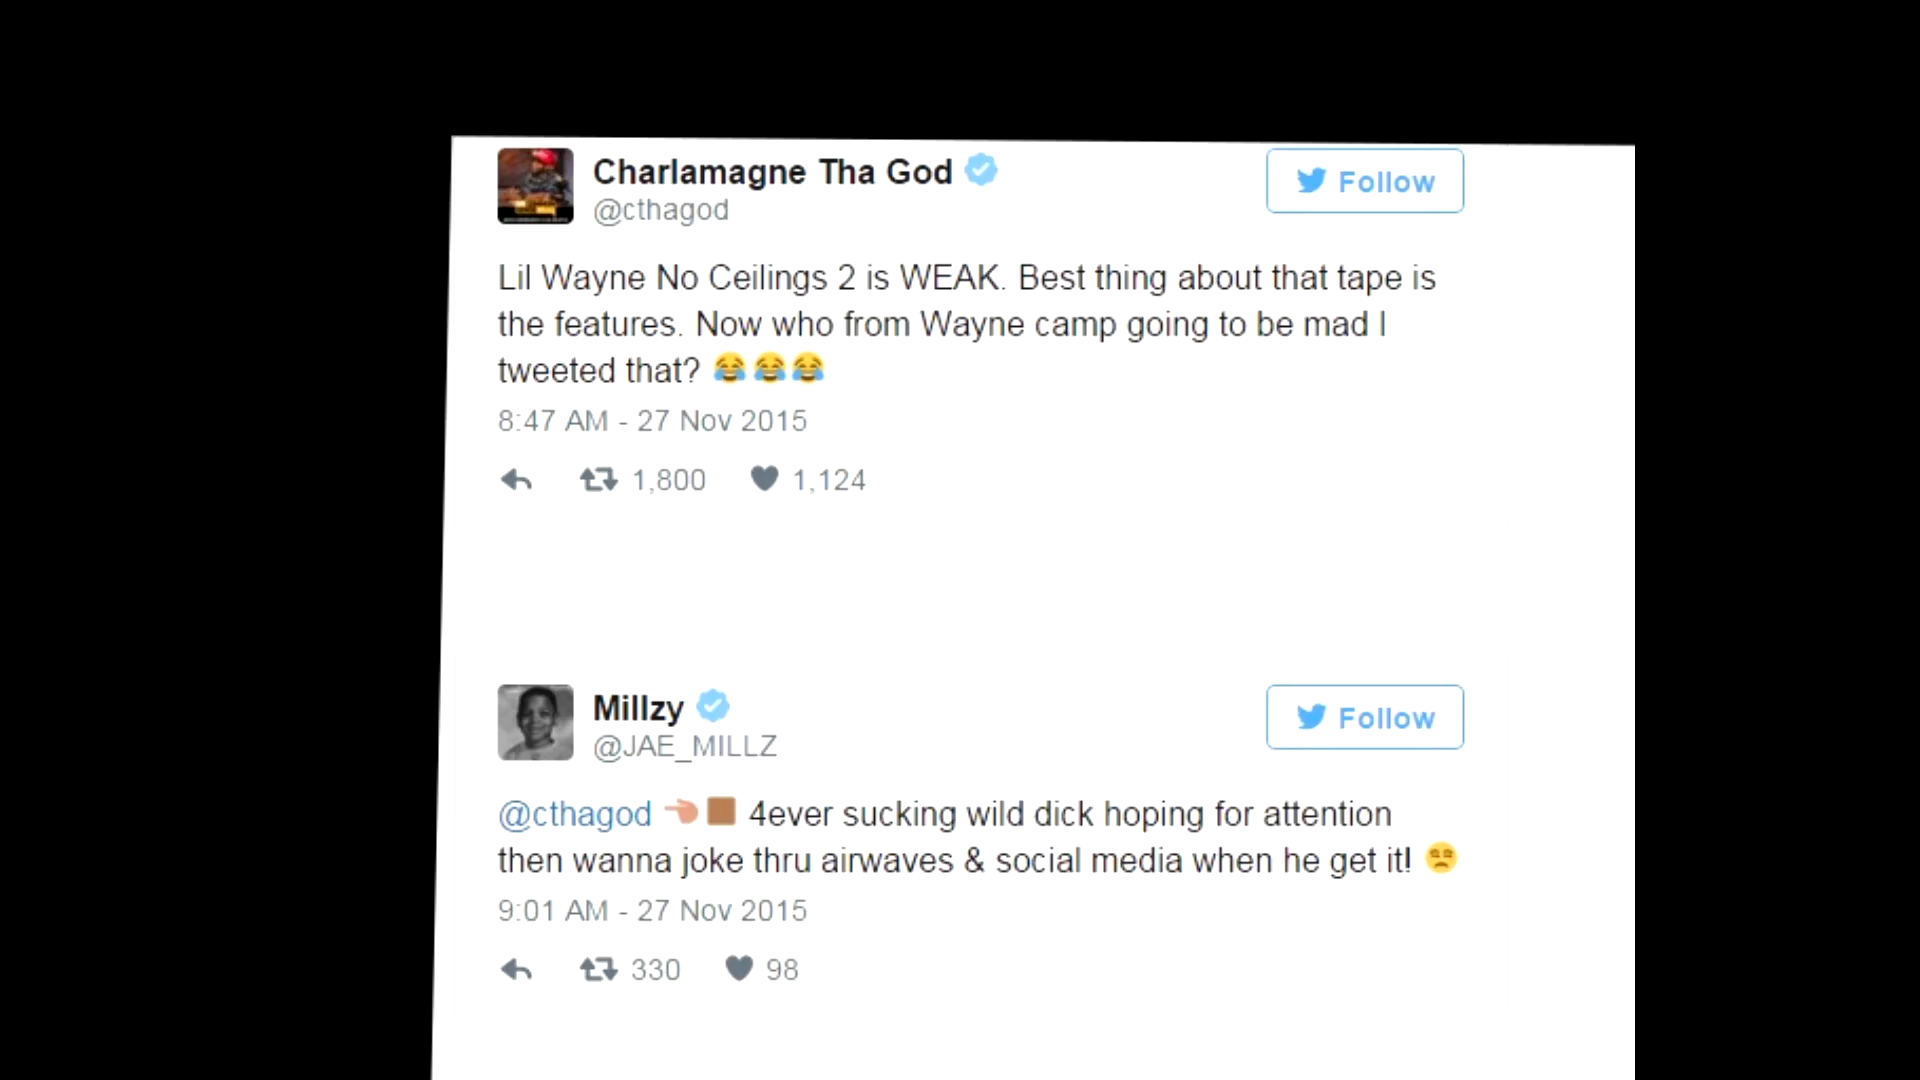 Charlamagne Tha God
Follow
@cthagod
Lil Wayne No Ceilings 2 is WEAK. Best thing about that tape is
the features. Now who from Wayne camp going to be mad I
tweeted that? 😂😂😂
8:47 AM - 27 Nov 2015
1,800 1,124
Millzy
Follow
@JAE_MILLZ
@cthagod 👈🏾 4ever sucking wild dick hoping for attention
then wanna joke thru airwaves & social media when he get it! 😒
9:01 AM - 27 Nov 2015
330 98